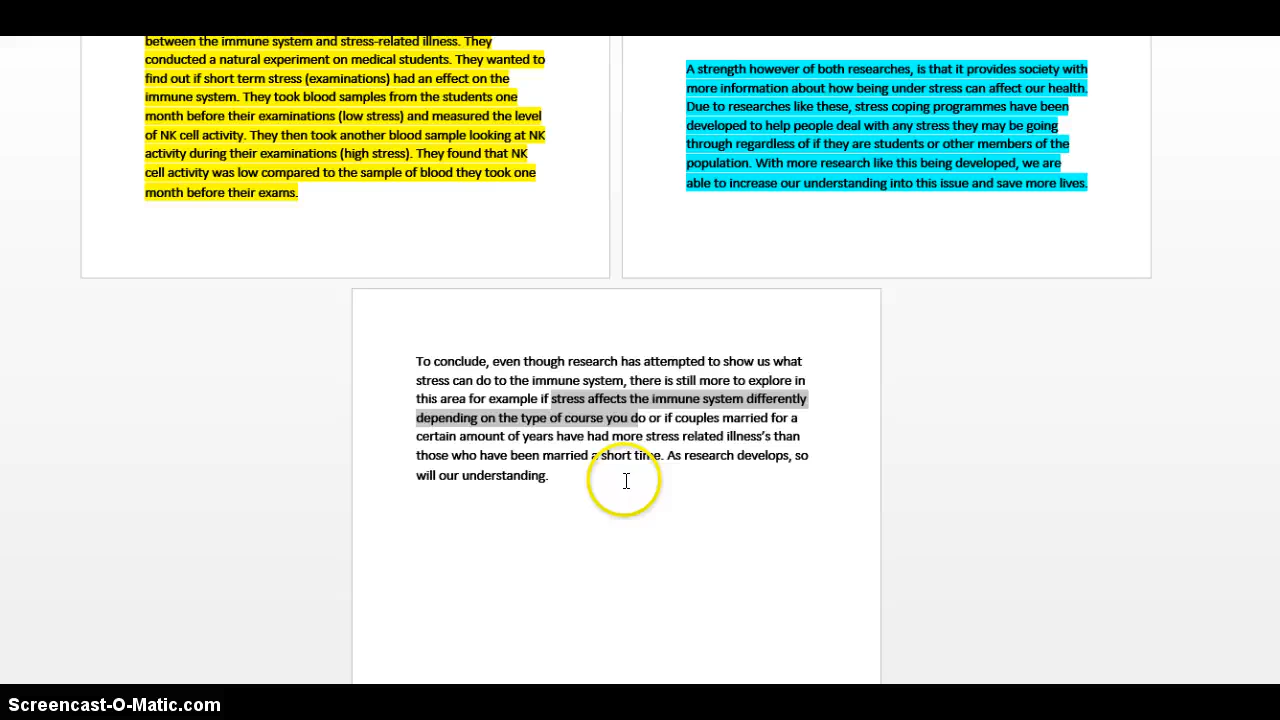 between the immune system and stress-related illness. They
conducted a natural experiment on medical students. They wanted to
find out if short term stress (examinations) had an effect on the
immune system. They took blood samples from the students one
month before their examinations (low stress) and measured the level
of NK cell activity. They then took another blood sample looking at NK
activity during their examinations (high stress). They found that NK
cell activity was low compared to the sample of blood they took one
month before their exams.
A strength however of both researches, is that it provides society with
more information about how being under stress can affect our health.
Due to researches like these, stress coping programmes have been
developed to help people deal with any stress they may be going
through regardless of if they are students or other members of the
population. With more research like this being developed, we are
able to increase our understanding into this issue and save more lives.
To conclude, even though research has attempted to show us what
stress can do to the immune system, there is still more to explore in
this area for example if stress affects the immune system differently
depending on the type of course you do or if couples married for a
certain amount of years have had more stress related illness's than
those who have been married a short time. As research develops, so
will our understanding.
Screencast-O-Matic.com